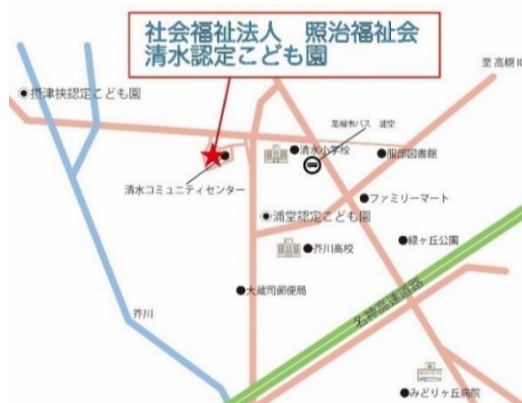 社会福祉法人　照治福祉会
清水認定こども園
至 高槻IC
摂津挟認定こども園
高槻市バス　浦堂
清水小学校
服部図書館
清水コミュニティセンター
ファミリーマート
浦堂認定こども園
緑ヶ丘公園
芥川高校
大蔵司郵便局
名神高速道路
芥川
みどりヶ丘病院